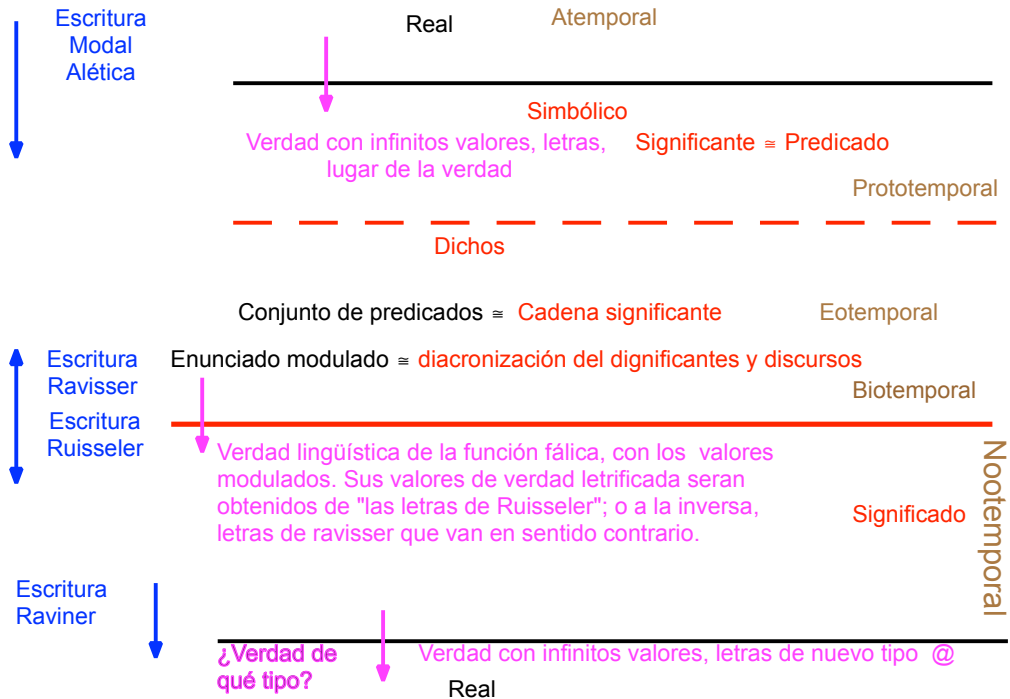 Escritura
Modal
Alética
Real
Atemporal
Simbólico
Verdad con infinitos valores, letras,
lugar de la verdad
Significante ≅ Predicado
Prototemporal
Dichos
Conjunto de predicados ≅ Cadena significante
Eotemporal
Escritura
Ravisser
Enunciado modulado ≅ diacronización del dignificantes y discursos
Biotemporal
Escritura
Ruisseler
Verdad lingüística de la función fálica, con los valores
modulados. Sus valores de verdad letrificada seran
obtenidos de "las letras de Ruisseler"; o a la inversa,
letras de ravisser que van en sentido contrario.
Significado
Nootemporal
Escritura
Raviner
¿Verdad de
qué tipo?
Verdad con infinitos valores, letras de nuevo tipo @
Real